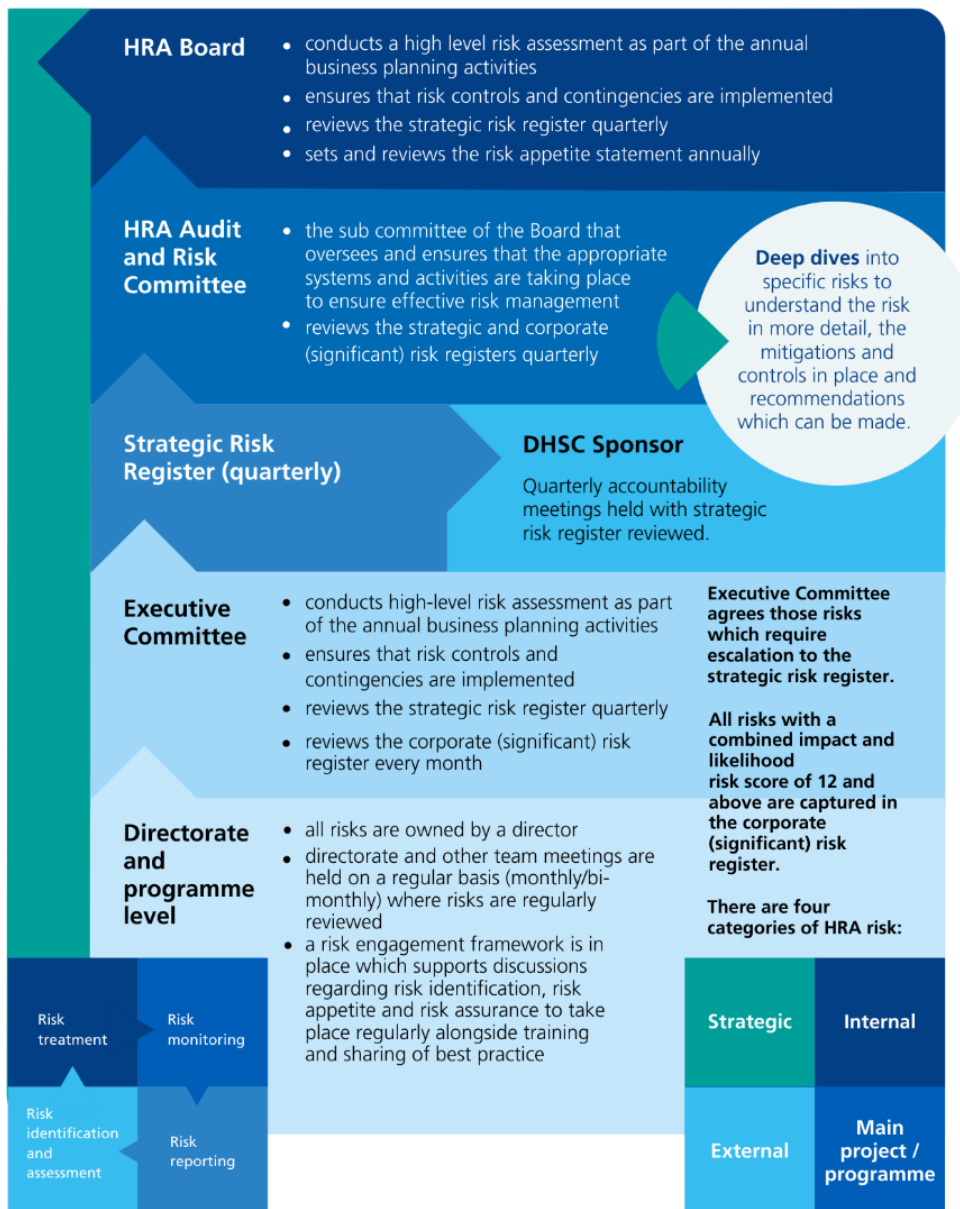 HRA Board
• conducts a high level risk assessment as part of the annual
business planning activities
• ensures that risk controls and contingencies are implemented
• reviews the strategic risk register quarterly
• sets and reviews the risk appetite statement annually
HRA Audit
and Risk
Committee
• the sub committee of the Board that
oversees and ensures that the appropriate
systems and activities are taking place
to ensure effective risk management
• reviews the strategic and corporate
(significant) risk registers quarterly
Deep dives into
specific risks to
understand the risk
in more detail, the
mitigations and
controls in place and
recommendations
which can be made.
Strategic Risk
Register (quarterly)
DHSC Sponsor
Quarterly accountability
meetings held with strategic
risk register reviewed.
Executive
Committee
• conducts high-level risk assessment as part
of the annual business planning activities
• ensures that risk controls and
contingencies are implemented
• reviews the strategic risk register quarterly
• reviews the corporate (significant) risk
register every month
Executive Committee
agrees those risks
which require
escalation to the
strategic risk register.
All risks with a
combined impact and
likelihood
risk score of 12 and
above are captured in
the corporate
(significant) risk
register.
There are four
categories of HRA risk:
Directorate
and
programme
level
• all risks are owned by a director
• directorate and other team meetings are
held on a regular basis (monthly/bi-
monthly) where risks are regularly
reviewed
• a risk engagement framework is in
place which supports discussions
regarding risk identification, risk
appetite and risk assurance to take
place regularly alongside training
and sharing of best practice
Risk
treatment
Risk
monitoring
Risk
identification
and
assessment
Risk
reporting
Strategic
Internal
External
Main
project /
programme